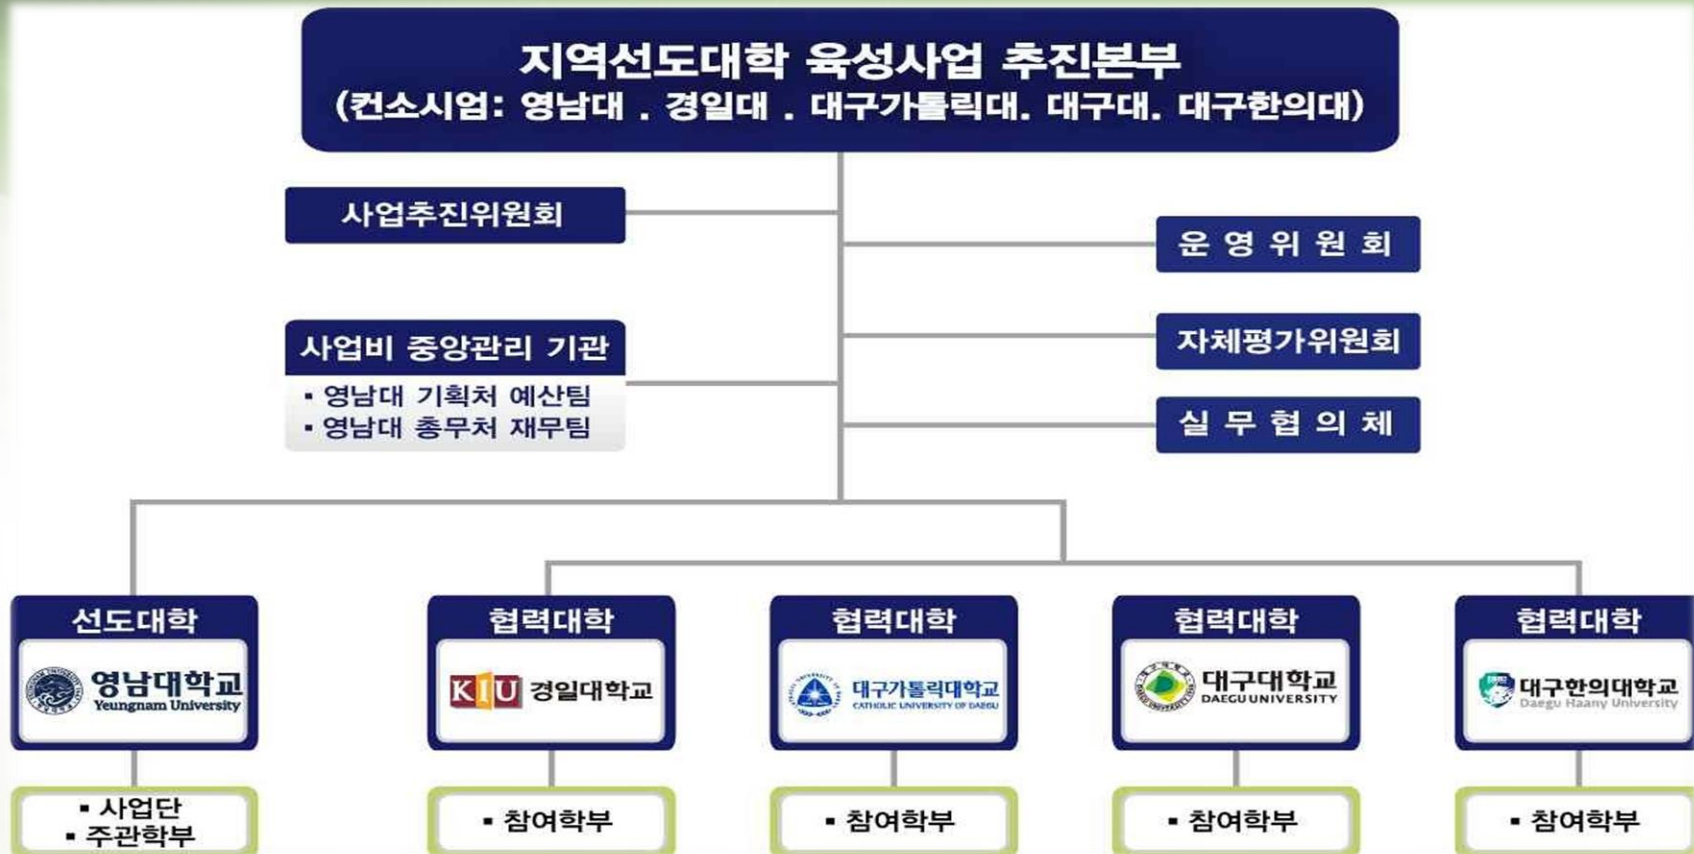 지역선도대학 육성사업 추진본부
(컨소시엄: 영남대 . 경일대 . 대구가톨릭대. 대구대. 대구한의대)
사업추진위원회
운 영 위 원 회
사업비 중앙관리 기관
▪ 영남대 기획처 예산팀
▪ 영남대 총무처 재무팀
자체평가위원회
실 무 협 의 체
선도대학
영남대학교
Yeungnam University
▪ 사업단
▪ 주관학부
협력대학
KIU 경일대학교
▪ 참여학부
협력대학
대구가톨릭대학교
CATHOLIC UNIVERSITY OF DAEGU
▪ 참여학부
협력대학
대구대학교
DAEGU UNIVERSITY
▪ 참여학부
협력대학
대구한의대학교
Daegu Haany University
▪ 참여학부